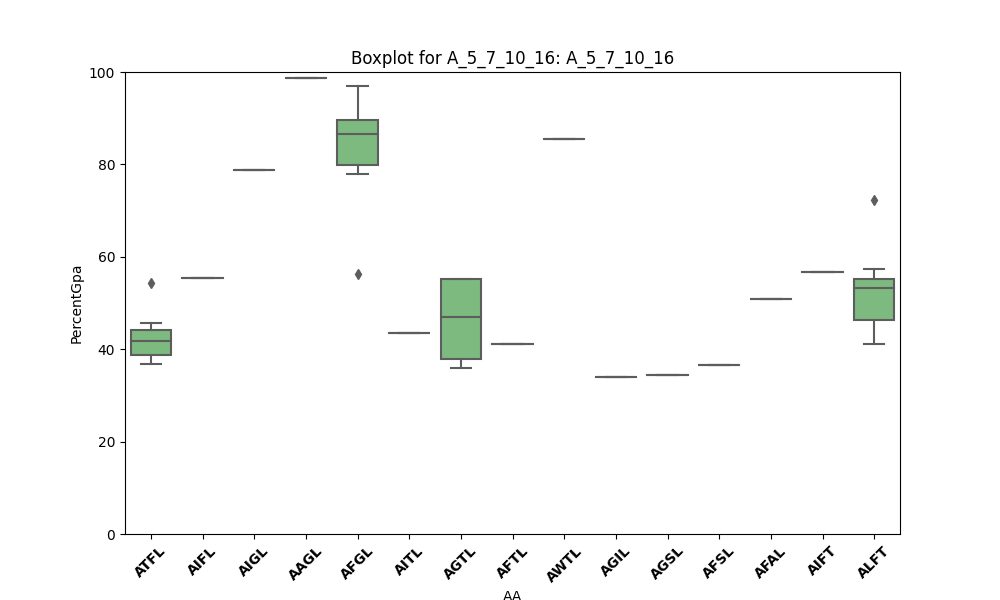 Boxplot for A_5_7_10_16: A_5_7_10_16
100
80
60
40
20
0
PercentGpa
ATFL
AIFL
AIGL
AAGL
AFGL
AITL
AGTL
AFTL
AWTL
AGIL
AGSL
AFSL
AFAL
AIFT
ALFT
AA